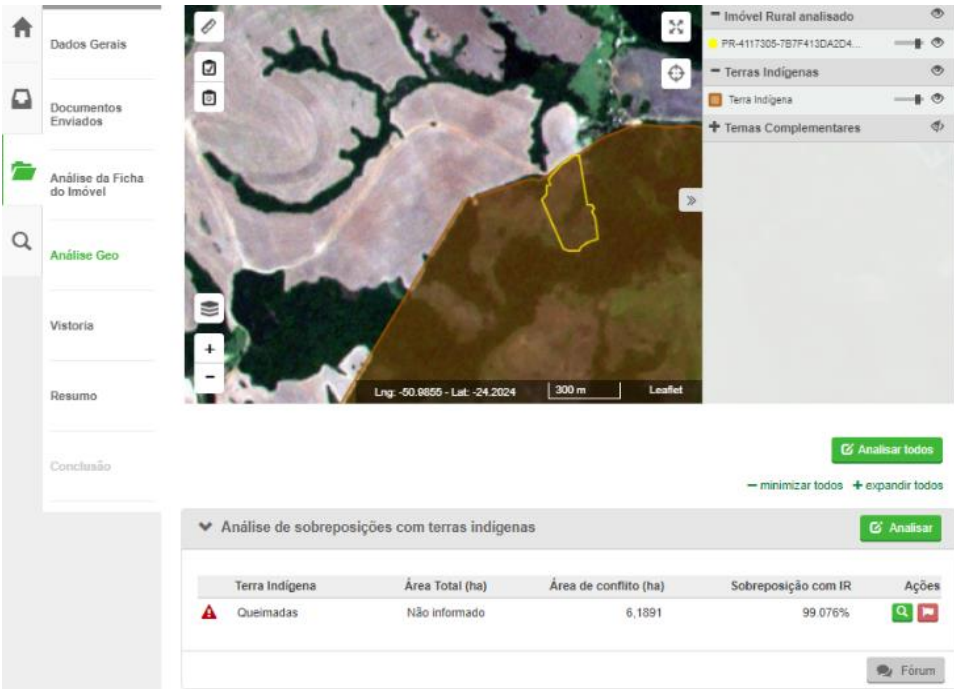 Dados Gerais
Documentos
Enviados
Análise da Ficha
do Imóvel
Análise Geo
Vistoria
Resumo
Conclusão
Imóvel Rural analisado
PR-4117305-7B7F413DA2D4...
Terras Indígenas
Terra Indígena
Temas Complementares
+
-
Lng: -50.9855 - Lat: -24.2024
300 m
Leaflet
Analisar todos
minimizar todos
expandir todos
Análise de sobreposições com terras indígenas
Analisar
Terra Indígena Área Total (ha) Área de conflito (ha) Sobreposição com IR Ações
Queimadas Não informado 6,1891 99.076%
Fórum